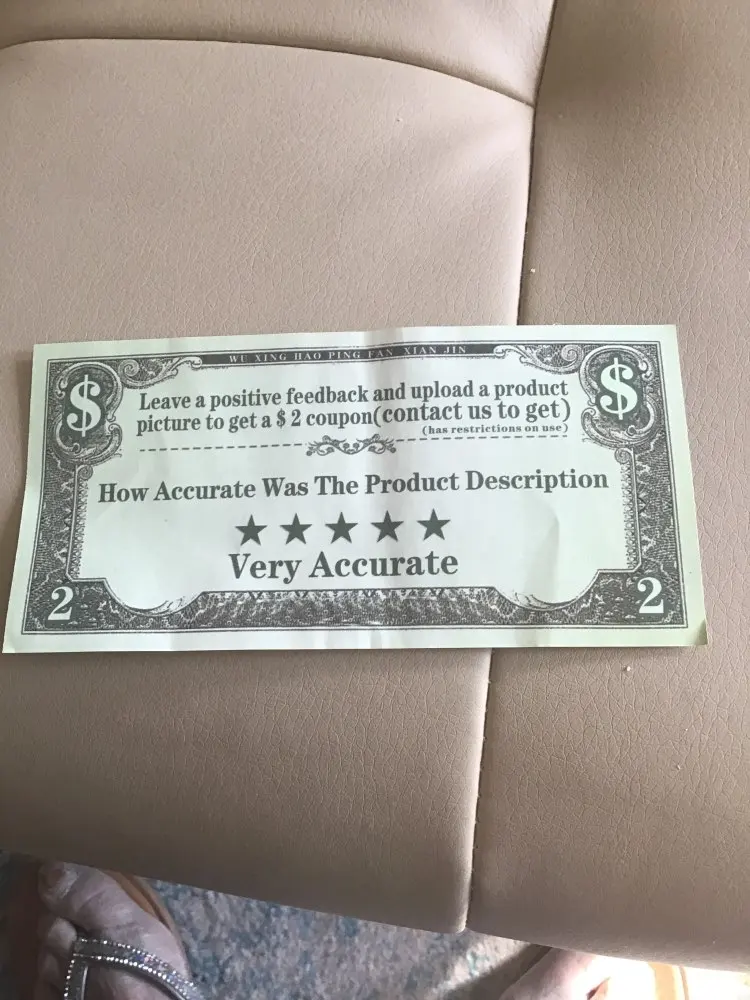 WU XING HAO PING FAN XIAN JIN
$ $
Leave a positive feedback and upload a product
picture to get a $ 2 coupon(contact us to get)
(has restrictions on use)
How Accurate Was The Product Description
★ ★ ★ ★ ★
Very Accurate
2 2